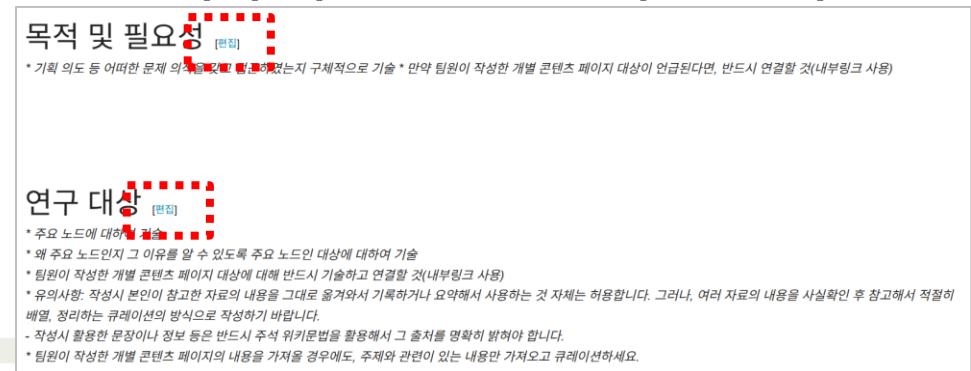 목적 및 필요성 [편집]
* 기획 의도 등 어떠한 문제 의식을 갖고 접근하였는지 구체적으로 기술 * 만약 팀원이 작성한 개별 콘텐츠 페이지 대상이 언급된다면, 반드시 연결할 것(내부링크 사용)
연구 대상 [편집]
* 주요 노드에 대하여 기술
* 왜 주요 노드인지 그 이유를 알 수 있도록 주요 노드인 대상에 대하여 기술
* 팀원이 작성한 개별 콘텐츠 페이지 대상에 대해 반드시 기술하고 연결할 것(내부링크 사용)
* 유의사항: 작성시 본인이 참고한 자료의 내용을 그대로 옮겨와서 기록하거나 요약해서 사용하는 것 자체는 허용합니다. 그러나, 여러 자료의 내용을 사실확인 후 참고해서 적절히
배열, 정리하는 큐레이션의 방식으로 작성하기 바랍니다.
- 작성시 활용한 문장이나 정보 등은 반드시 주석 위키문법을 활용해서 그 출처를 명확히 밝혀야 합니다.
* 팀원이 작성한 개별 콘텐츠 페이지의 내용을 가져올 경우에도, 주제와 관련이 있는 내용만 가져오고 큐레이션하세요.